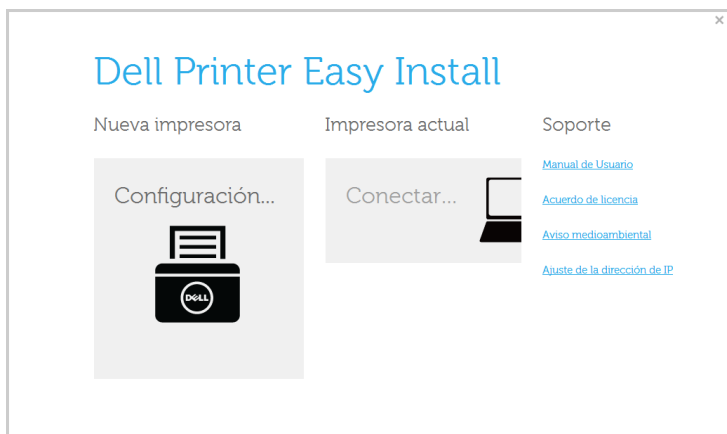 ×
Dell Printer Easy Install
Nueva impresora
Impresora actual
Soporte
Configuración...
DELL
Conectar...
Manual de Usuario
Acuerdo de licencia
Aviso medioambiental
Ajuste de la dirección de IP